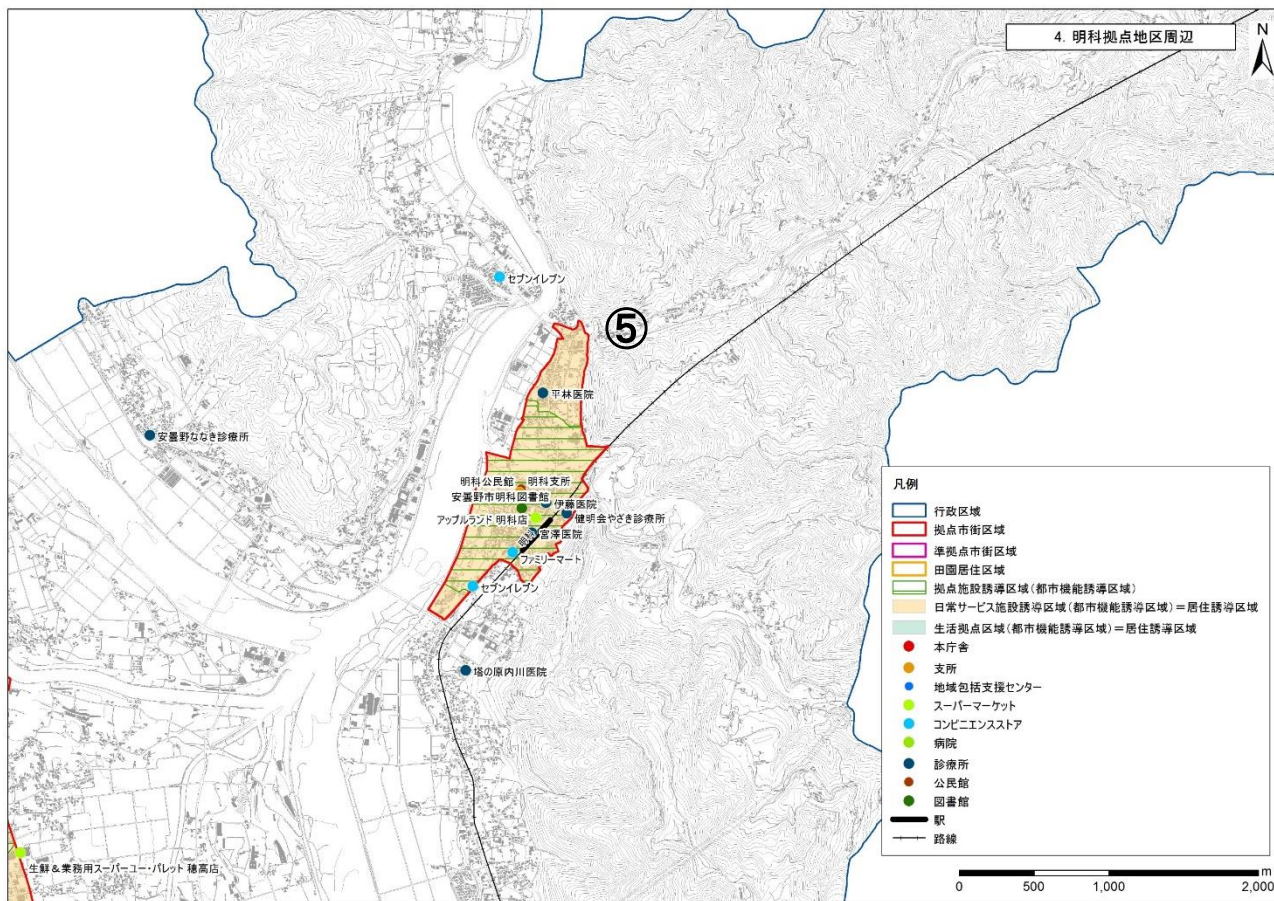 4. 明科拠点地区周辺
N
セブンイレブン
⑤
平林医院
安曇野ななき診療所
明科公民館
明科支所
安曇野市明科図書館
伊藤医院
アップルランド 明科店
健明会やざき診療所
明科
宮澤医院
ファミリーマート
セブンイレブン
塔の原内川医院
生鮮&業務用スーパーユー・パレット 穂高店
凡例
行政区域
拠点市街区域
準拠点市街区域
田園居住区域
拠点施設誘導区域(都市機能誘導区域)
日常サービス施設誘導区域(都市機能誘導区域)=居住誘導区域
生活拠点区域(都市機能誘導区域)=居住誘導区域
本庁舎
支所
地域包括支援センター
スーパーマーケット
コンビニエンスストア
病院
診療所
公民館
図書館
駅
路線
0 500 1,000 2,000 m